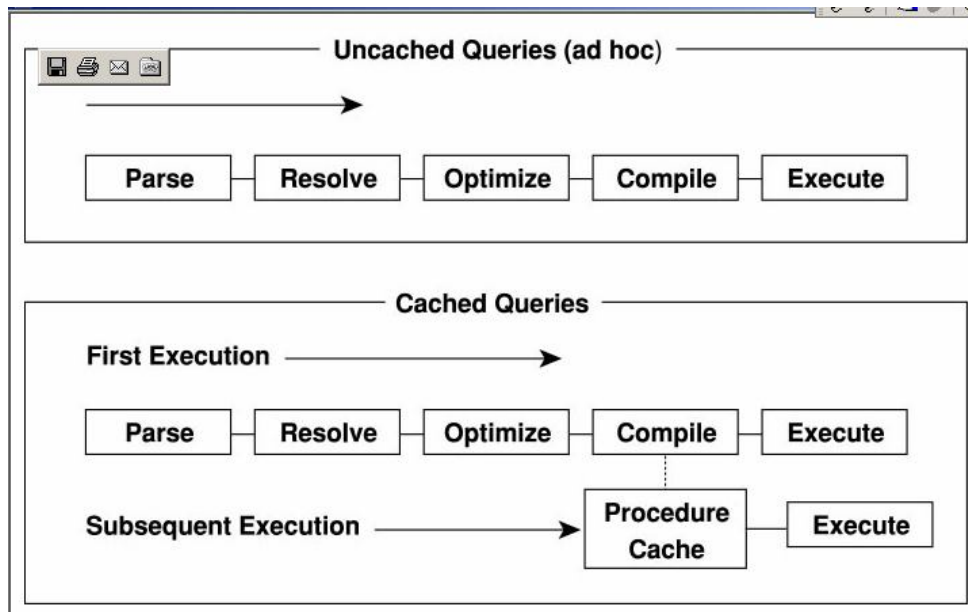 Uncached Queries (ad hoc)
Parse
Resolve
Optimize
Compile
Execute
Cached Queries
First Execution
Parse
Resolve
Optimize
Compile
Execute
Subsequent Execution
Procedure
Cache
Execute